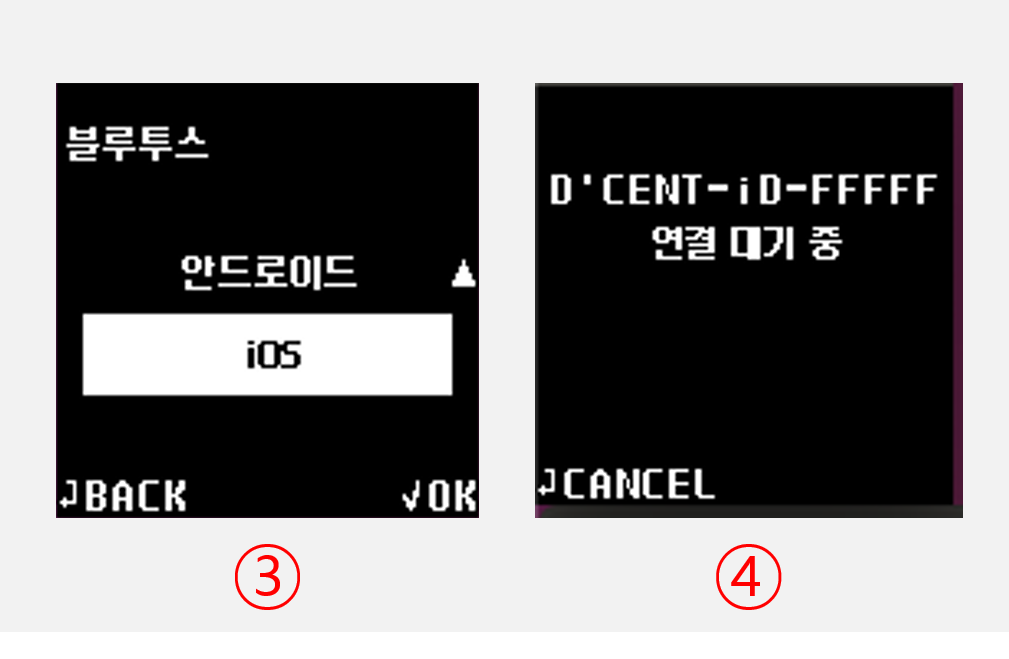 블루투스
안드로이드 ▲
iOS
↲BACK √OK
③
D'CENT-iD-FFFFF
연결 대기 중
↲CANCEL
④